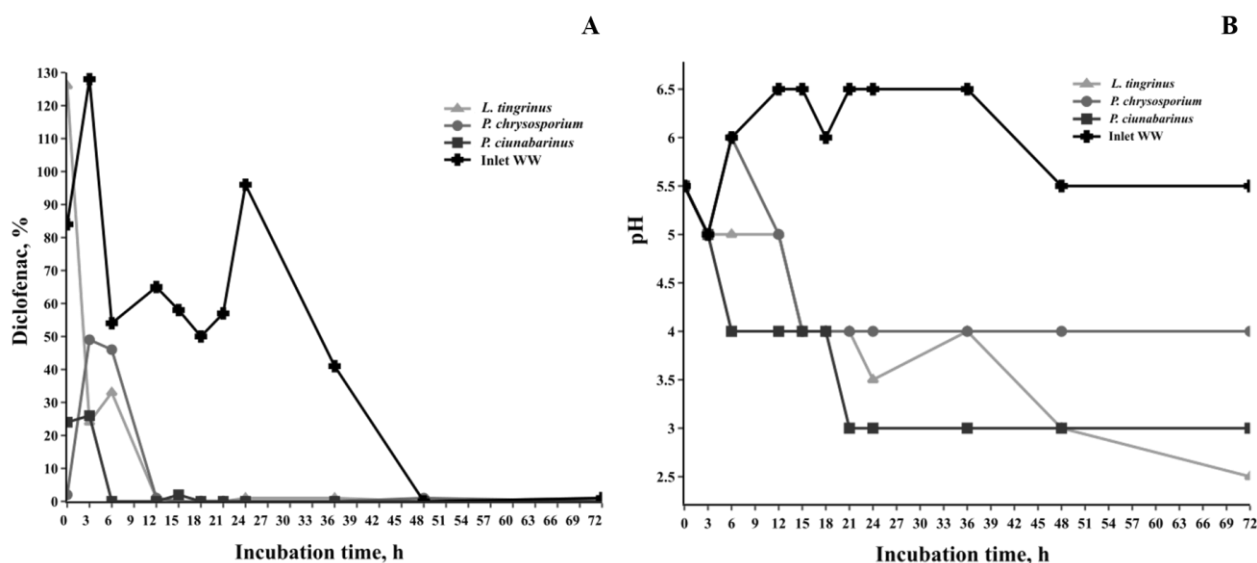 A
130
120
110
100
90
80
70
60
50
40
30
20
10
0
Diclofenac, %
L. tingrinus
P. chrysosporium
P. ciunabarinus
Inlet WW
0 3 6 9 12 15 18 21 24 27 30 33 36 39 42 45 48 51 54 57 60 63 66 69 72
Incubation time, h
B
6.5
6
5.5
5
4.5
4
3.5
3
2.5
pH
L. tingrinus
P. chrysosporium
P. ciunabarinus
Inlet WW
0 3 6 9 12 15 18 21 24 27 30 33 36 39 42 45 48 51 54 57 60 63 66 69 72
Incubation time, h